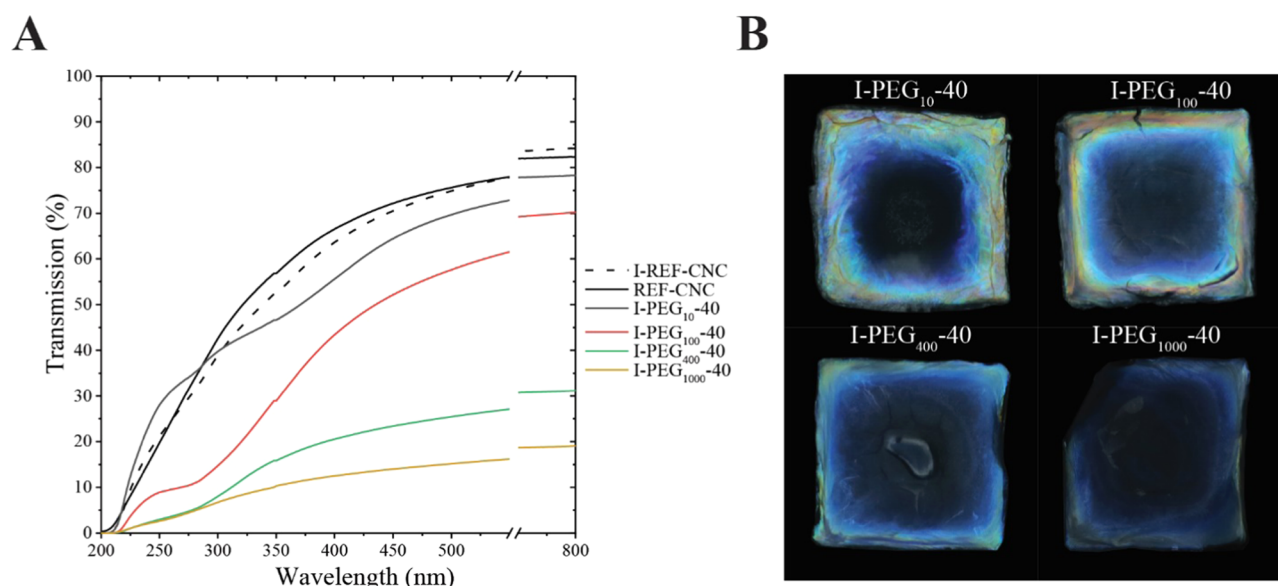 A
B
100
90
80
70
60
50
40
30
20
10
0
Transmission (%)
200
250
300
350
400
450
500
800
Wavelength (nm)
I-REF-CNC
REF-CNC
I-PEG10-40
I-PEG100-40
I-PEG400-40
I-PEG1000-40
I-PEG10-40
I-PEG100-40
I-PEG400-40
I-PEG1000-40